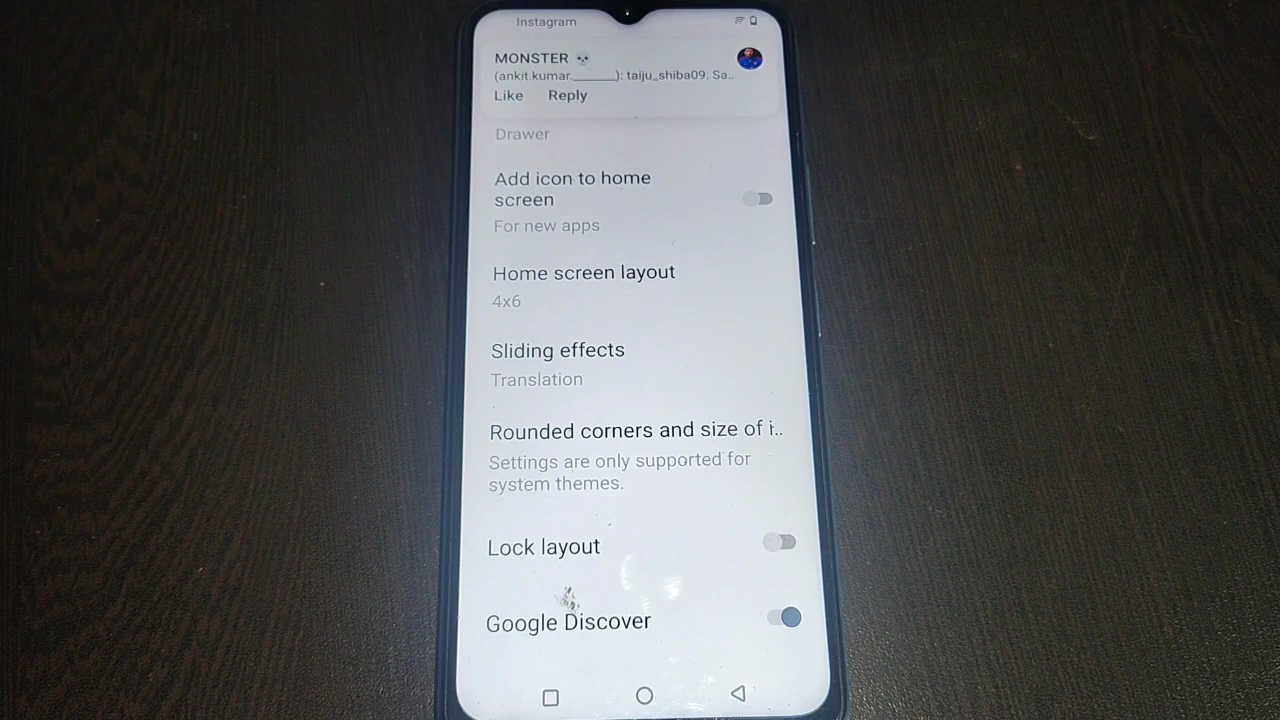 Instagram
MONSTER 💀
(ankit.kumar._______): taiju_shiba09: Sa..
Like Reply
Drawer
Add icon to home
screen
For new apps
Home screen layout
4x6
Sliding effects
Translation
Rounded corners and size of i..
Settings are only supported for
system themes.
Lock layout
Google Discover